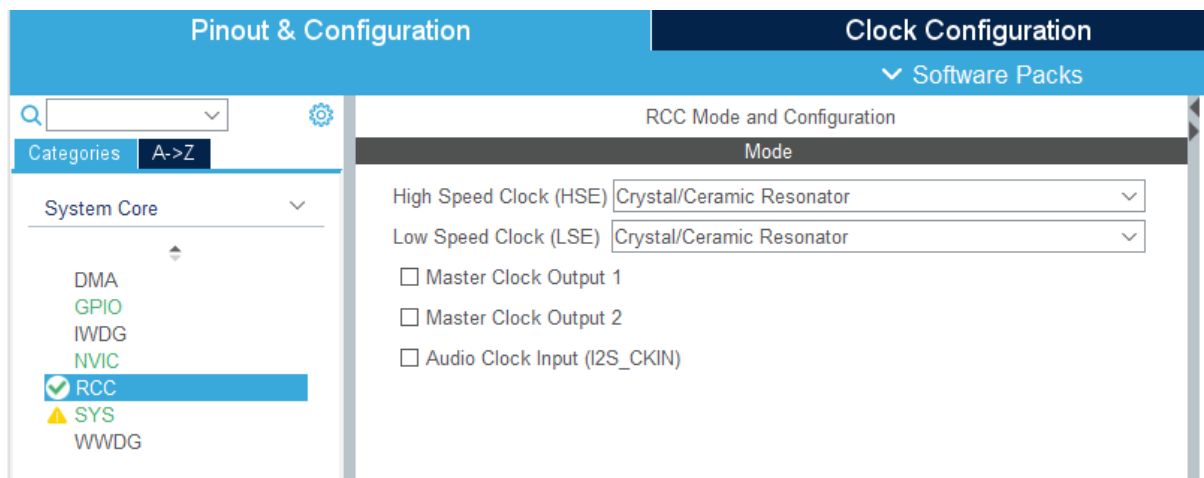 Pinout & Configuration
Clock Configuration
Software Packs
Categories
A->Z
System Core
DMA
GPIO
IWDG
NVIC
RCC
SYS
WWDG
RCC Mode and Configuration
Mode
High Speed Clock (HSE) Crystal/Ceramic Resonator
Low Speed Clock (LSE) Crystal/Ceramic Resonator
Master Clock Output 1
Master Clock Output 2
Audio Clock Input (I2S_CKIN)